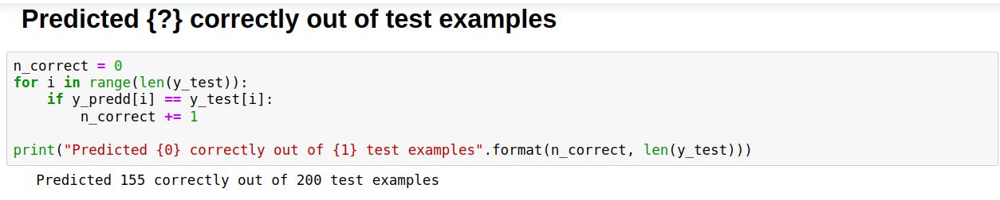 Predicted {?} correctly out of test examples
n_correct = 0
for i in range(len(y_test)):
    if y_predd[i] == y_test[i]:
        n_correct += 1
print("Predicted {0} correctly out of {1} test examples".format(n_correct, len(y_test)))
Predicted 155 correctly out of 200 test examples